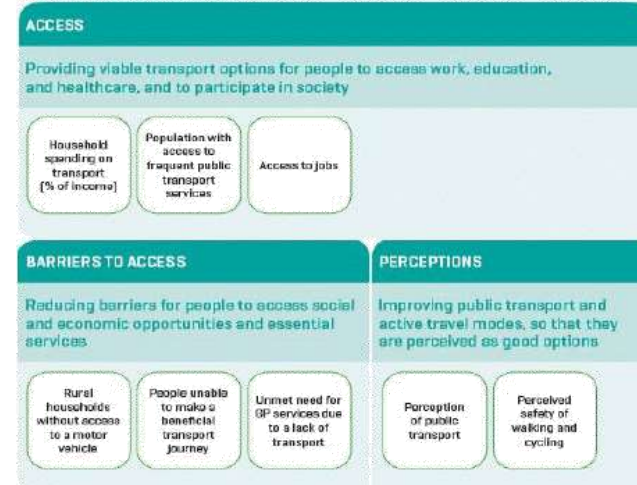 ACCESS
Providing viable transport options for people to access work, education,
and healthcare, and to participate in society
Household
spending on
transport
(% of income)
Population with
access to
frequent public
transport
services
Access to jobs
BARRIERS TO ACCESS
Reducing barriers for people to access social
and economic opportunities and essential
services
Rural
households
without access
to a motor
vehicle
People unable
to make a
beneficial
transport
journey
Unmet need for
GP services due
to a lack of
transport
PERCEPTIONS
Improving public transport and
active travel modes, so that they
are perceived as good options
Perception
of public
transport
Perceived
safety of
walking and
cycling